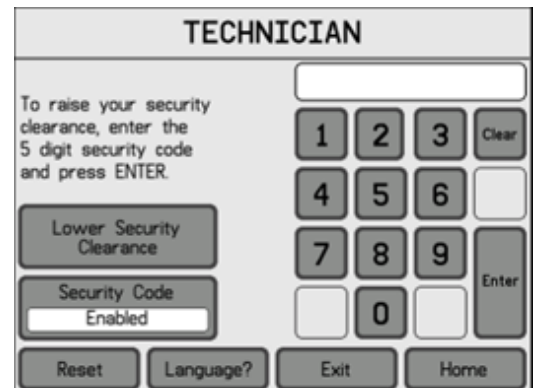 TECHNICIAN
To raise your security
clearance, enter the
5 digit security code
and press ENTER.
Lower Security
Clearance
Security Code
Enabled
1 2 3 Clear
4 5 6
7 8 9
Enter
0
Reset Language? Exit Home